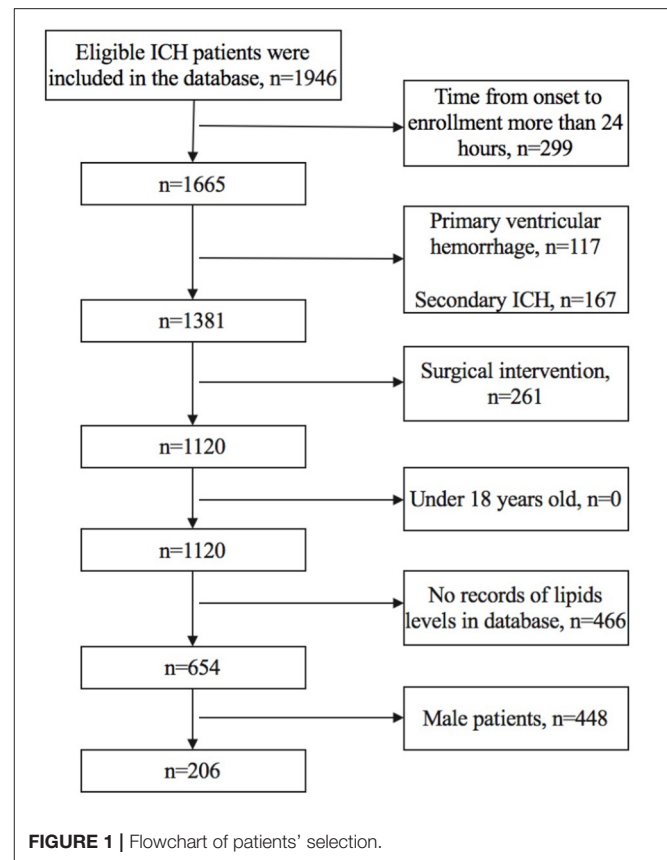 Eligible ICH patients were
included in the database, n=1946
Time from onset to
enrollment more than 24
hours, n=299
n=1665
Primary ventricular
hemorrhage, n=117
Secondary ICH, n=167
n=1381
Surgical intervention,
n=261
n=1120
Under 18 years old, n=0
n=1120
No records of lipids
levels in database, n=466
n=654
Male patients, n=448
n=206
FIGURE 1 | Flowchart of patients' selection.